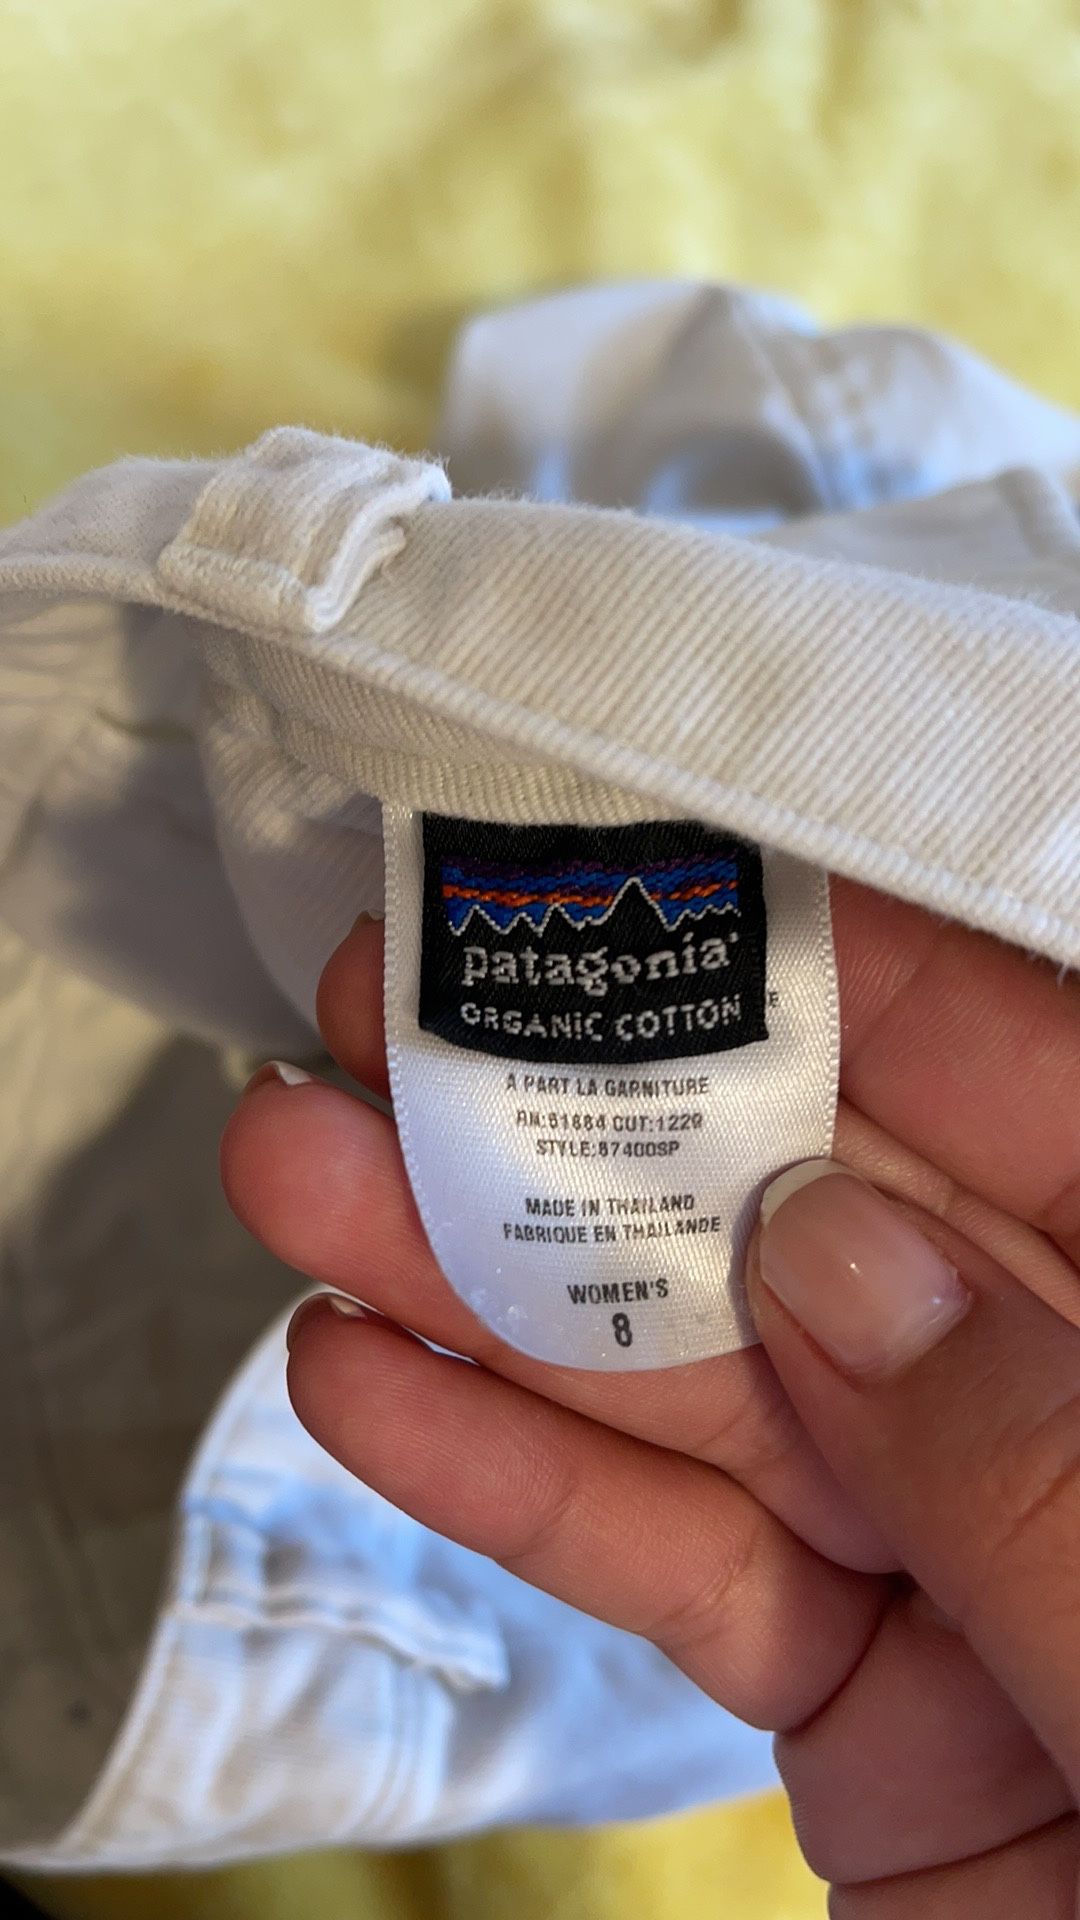 patagonia®
ORGANIC COTTON
E
A PART LA GARNITURE
RN:51884 CUT:1229
STYLE:87400SP
MADE IN THAILAND
FABRIQUE EN THAILANDE
WOMEN'S
8